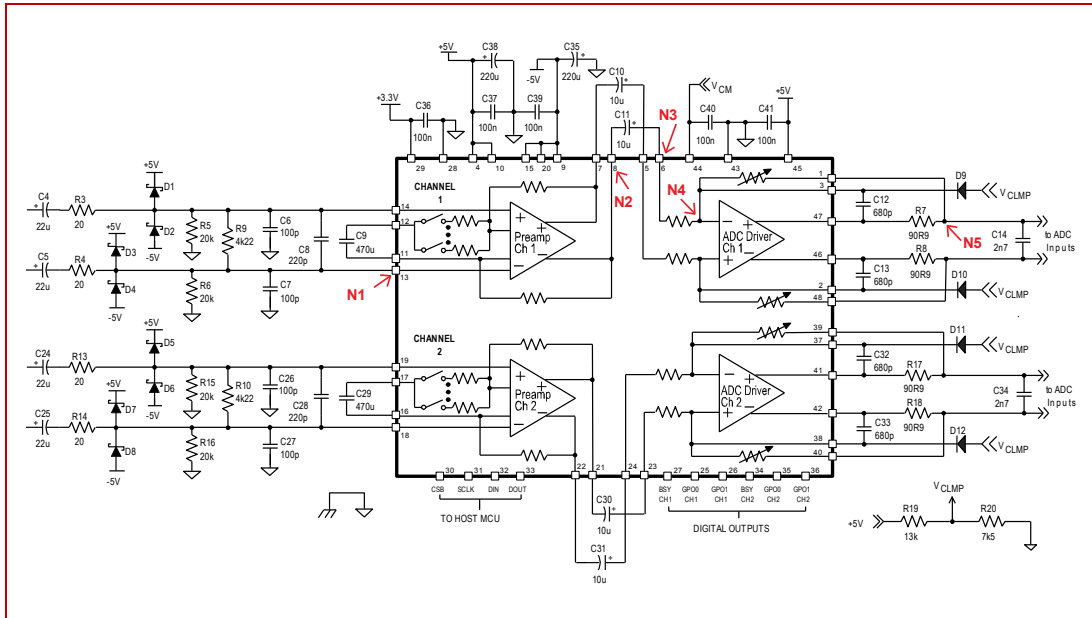 +5V
C38
220u
C35
220u
-5V
C10
10u
C11
10u
N3
V CM
+5V
+3.3V
C36
100n
C37
100n
C39
100n
C40
100n
C41
100n
29
28
4
10
15
20
9
7
8
5
6
44
43
45
N2
N4
CHANNEL
1
+5V
D1
D2
-5V
C4
22u
R3
20
+5V
D3
D4
-5V
C5
22u
R4
20
R5
20k
R6
20k
R9
4k22
C6
100p
C7
100p
C8
220p
C9
470u
14
12
11
13
N1
+
+
+
−
−
Preamp
Ch 1
−
+
+
−
ADC Driver
Ch 1
1
3
47
46
2
48
C12
680p
C13
680p
R7
90R9
R8
90R9
N5
C14
2n7
D9
V CLMP
D10
V CLMP
to ADC
Inputs
CHANNEL
2
+5V
D5
D6
-5V
C24
22u
R13
20
+5V
D7
D8
-5V
C25
22u
R14
20
R15
20k
R16
20k
R10
4k22
C26
100p
C27
100p
C28
220p
C29
470u
19
17
16
18
+
+
+
−
−
Preamp
Ch 2
−
+
+
−
ADC Driver
Ch 2
39
37
41
42
38
40
C32
680p
C33
680p
R17
90R9
R18
90R9
C34
2n7
D11
V CLMP
D12
V CLMP
to ADC
Inputs
30
31
32
33
CSB
SCLK
DIN
DOUT
TO HOST MCU
22
21
24
23
C30
10u
C31
10u
27
25
26
34
35
36
BSY
CH1
GPO0
CH1
GPO1
CH1
BSY
CH2
GPO0
CH2
GPO1
CH2
DIGITAL OUTPUTS
V CLMP
+5V
R19
13k
R20
7k5